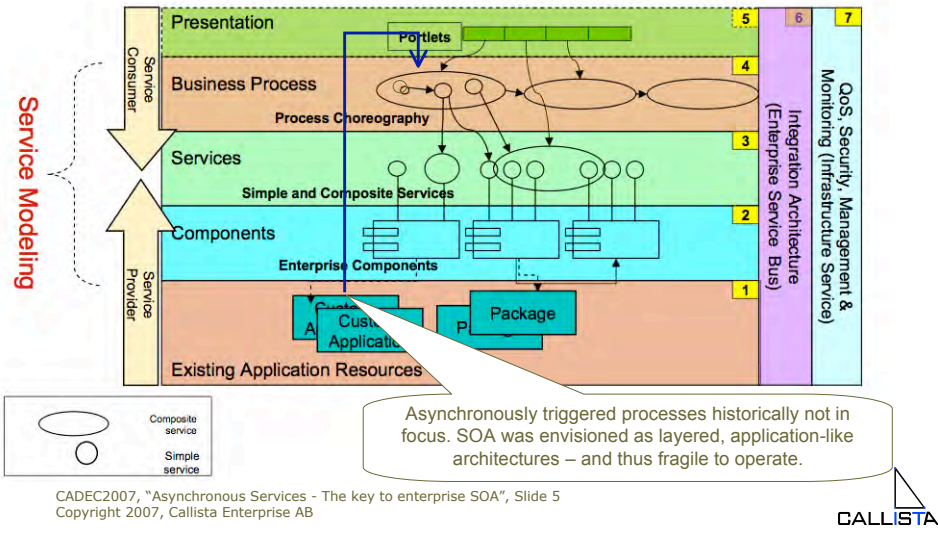 Presentation
Portlets
5
6
7
Business Process
4
Process Choreography
Services
3
Simple and Composite Services
Components
2
Enterprise Components
1
Custom
Application
Package
Existing Application Resources
Service
Consumer
Service
Provider
Service Modeling
Integration Architecture
(Enterprise Service Bus)
QoS, Security, Management &
Monitoring (Infrastructure Service)
Composite
service
Simple
service
Asynchronously triggered processes historically not in
focus. SOA was envisioned as layered, application-like
architectures – and thus fragile to operate.
CADEC2007, “Asynchronous Services - The key to enterprise SOA”, Slide 5
Copyright 2007, Callista Enterprise AB
CALLISTA